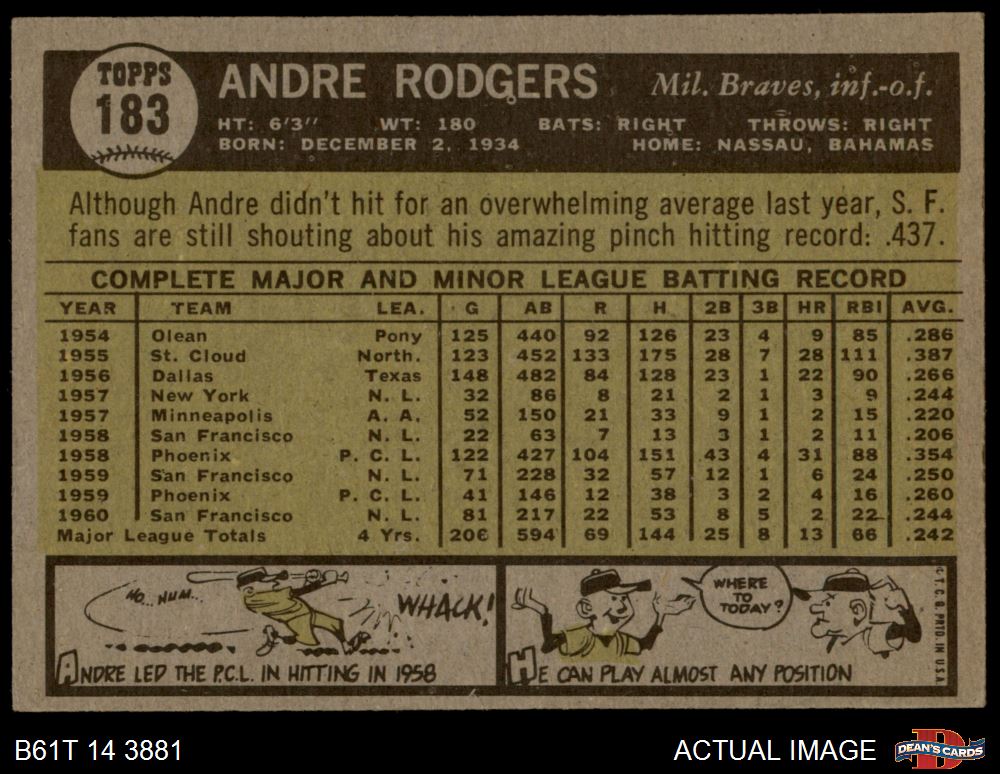 TOPPS
183
ANDRE RODGERS Mil. Braves, inf.-o.f.
HT: 6'3" WT: 180 BATS: RIGHT THROWS: RIGHT
BORN: DECEMBER 2, 1934 HOME: NASSAU, BAHAMAS
Although Andre didn't hit for an overwhelming average last year, S. F.
fans are still shouting about his amazing pinch hitting record: .437.
COMPLETE MAJOR AND MINOR LEAGUE BATTING RECORD
YEAR TEAM LEA. G AB R H 2B 3B HR RBI AVG.
1954 Olean Pony 125 440 92 126 23 4 9 85 .286
1955 St. Cloud North. 123 452 133 175 28 7 28 111 .387
1956 Dallas Texas 148 482 84 128 23 1 22 90 .266
1957 New York N. L. 32 86 8 21 2 1 3 9 .244
1957 Minneapolis A. A. 52 150 21 33 9 1 2 15 .220
1958 San Francisco N. L. 22 63 7 13 3 1 2 11 .206
1958 Phoenix P. C. L. 122 427 104 151 43 4 31 88 .354
1959 San Francisco N. L. 71 228 32 57 12 1 6 24 .250
1959 Phoenix P. C. L. 41 146 12 38 3 2 4 16 .260
1960 San Francisco N. L. 81 217 22 53 8 5 2 22 .244
Major League Totals 4 Yrs. 206 594 69 144 25 8 13 66 .242
HO.. HUM...
WHACK!
ANDRE LED THE P.C.L. IN HITTING IN 1958
WHERE
TO
TODAY?
HE CAN PLAY ALMOST ANY POSITION
© T. C. G. PRTD. IN U.S.A.
B61T 14 3881 ACTUAL IMAGE
DEAN'S CARDS